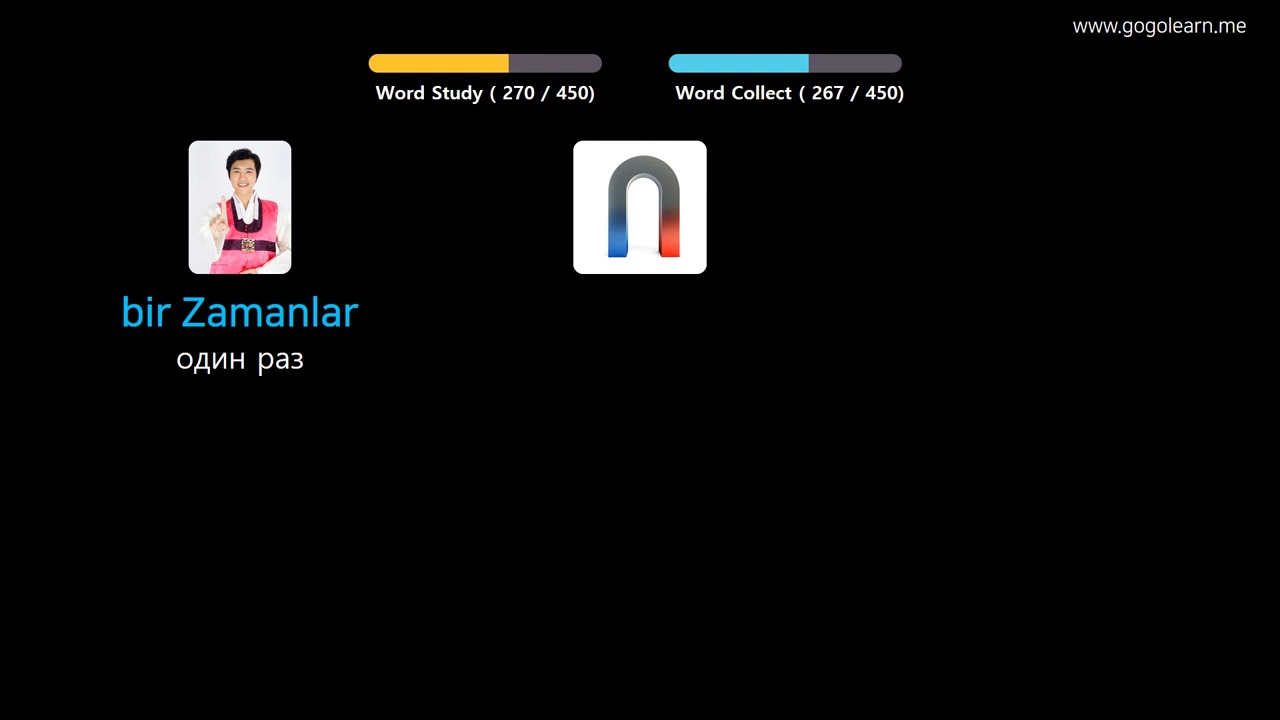 www.gogolearn.me
Word Study ( 270 / 450)
Word Collect ( 267 / 450)
bir Zamanlar
один раз